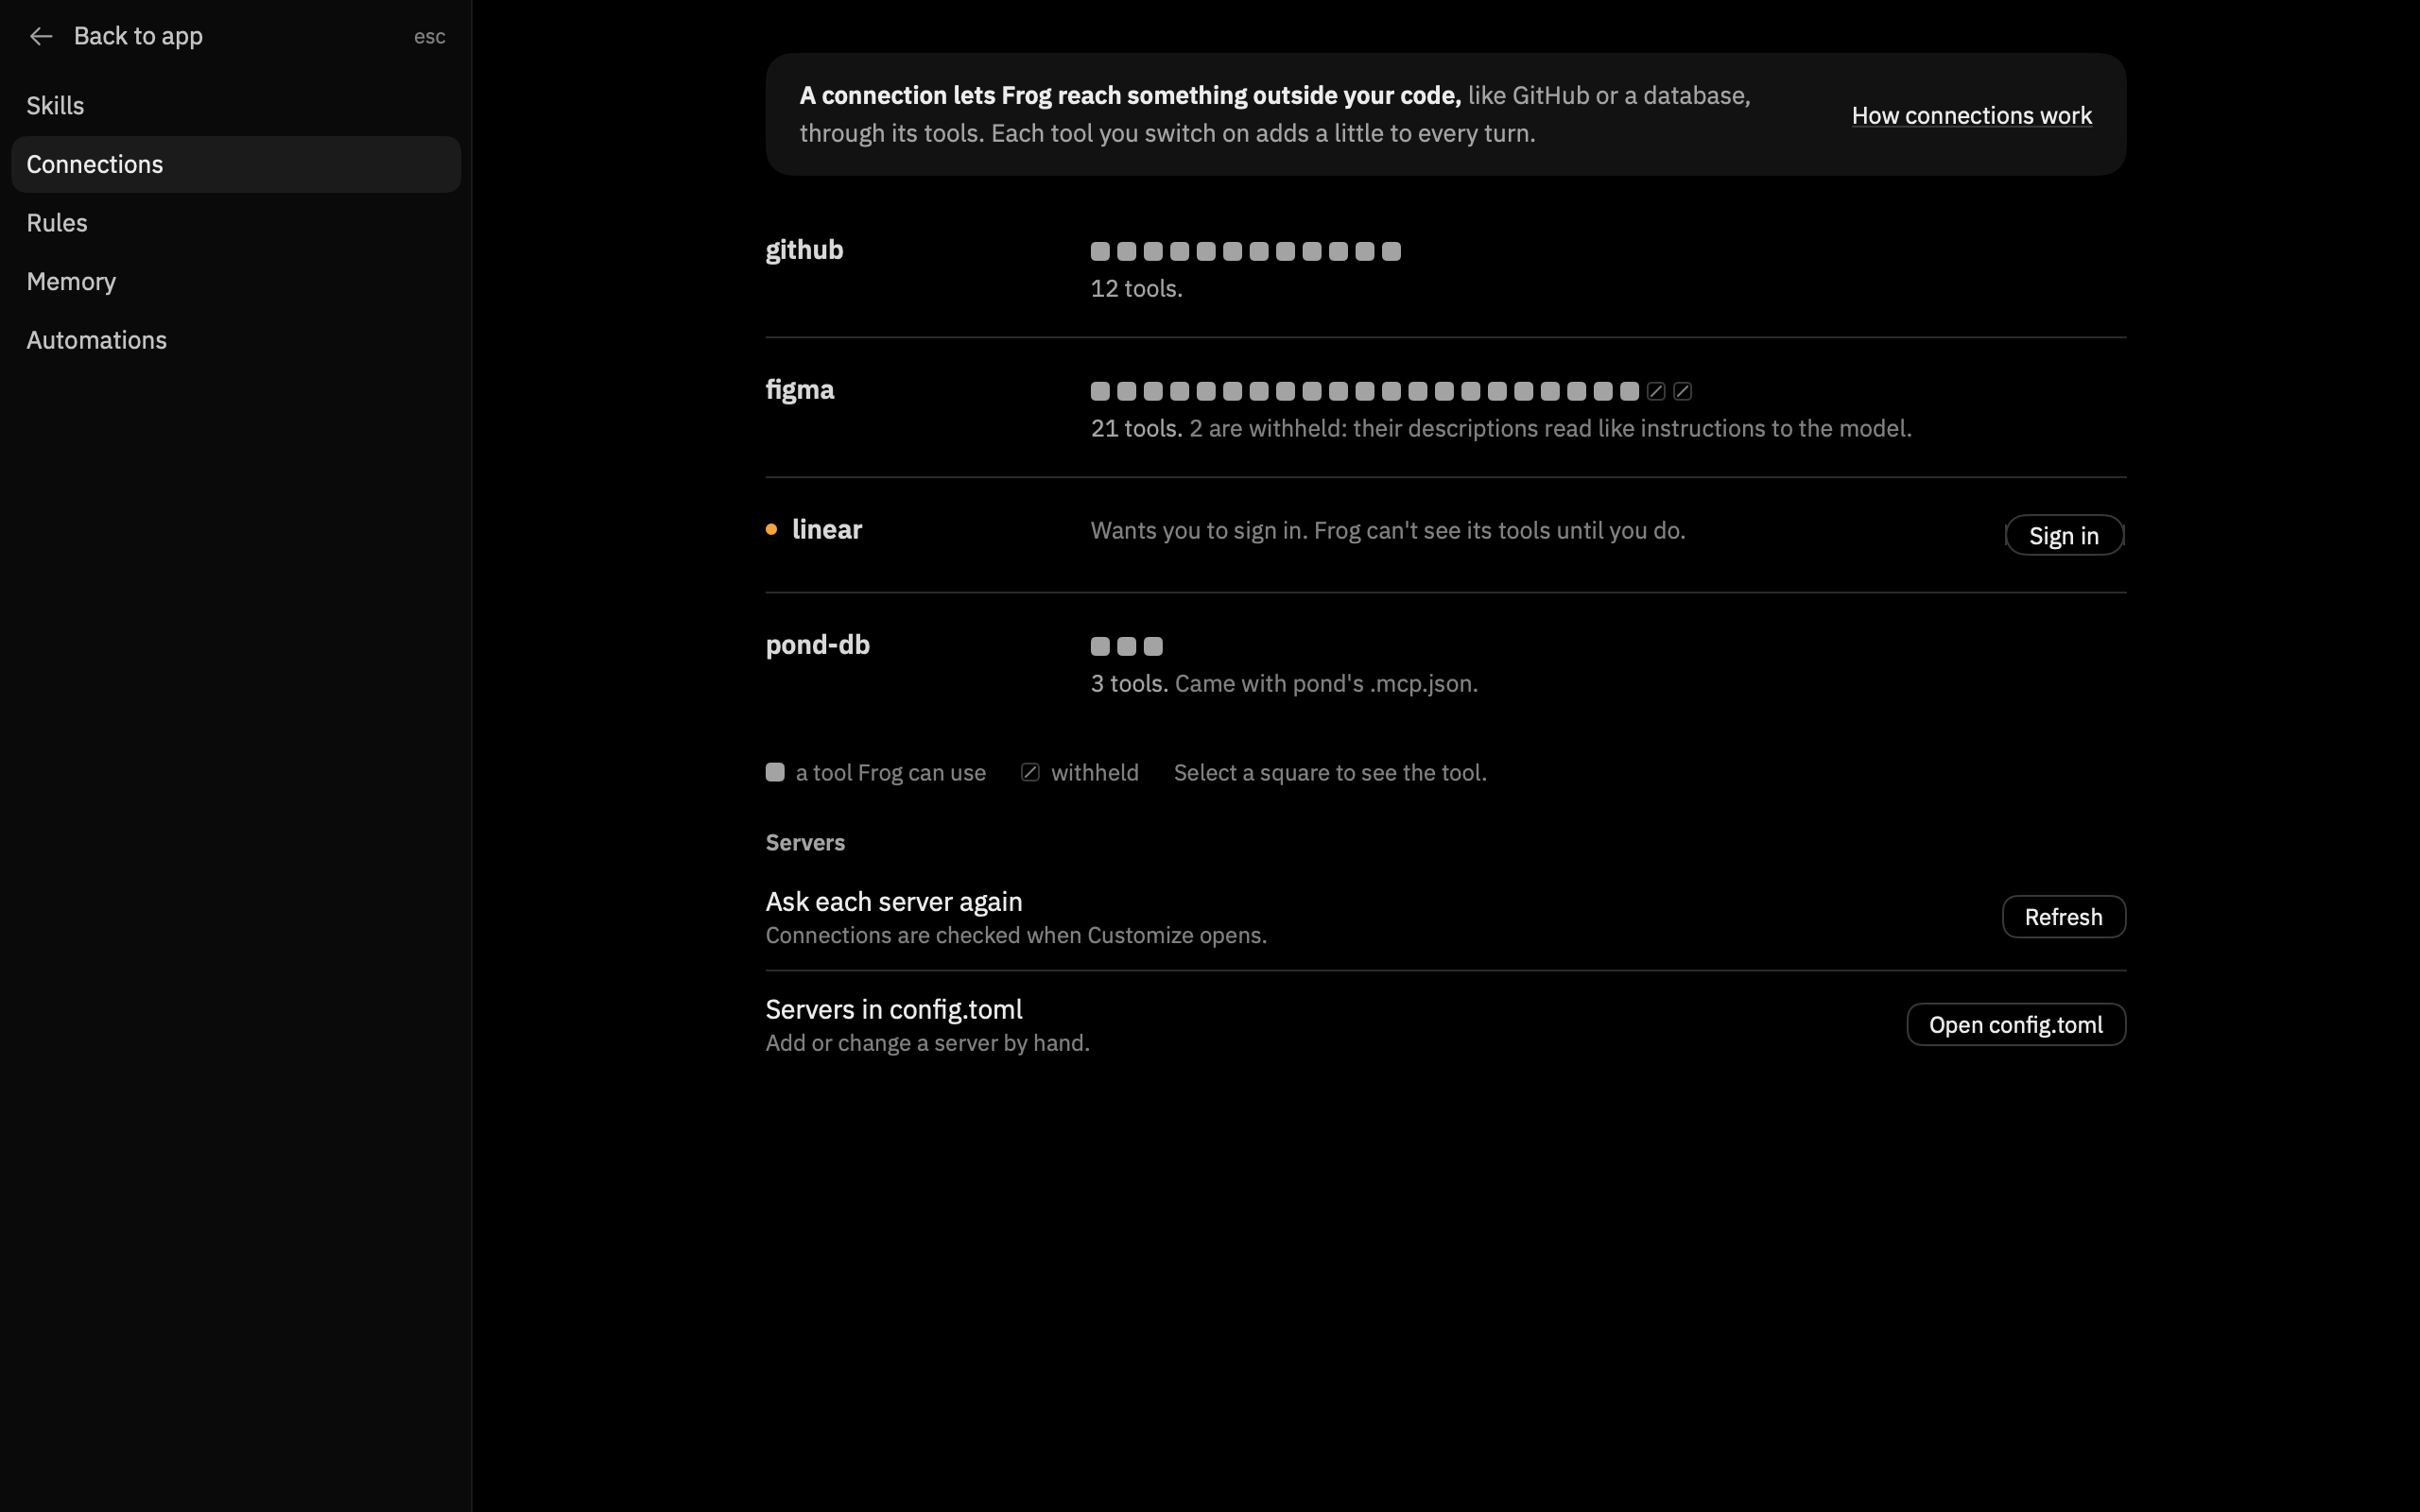 Back to app
esc
Skills
Connections
Rules
Memory
Automations
A connection lets Frog reach something outside your code, like GitHub or a database,
through its tools. Each tool you switch on adds a little to every turn.
How connections work
github
12 tools.
figma
21 tools. 2 are withheld: their descriptions read like instructions to the model.
linear
Wants you to sign in. Frog can't see its tools until you do.
Sign in
pond-db
3 tools. Came with pond's .mcp.json.
a tool Frog can use
withheld
Select a square to see the tool.
Servers
Ask each server again
Connections are checked when Customize opens.
Refresh
Servers in config.toml
Add or change a server by hand.
Open config.toml